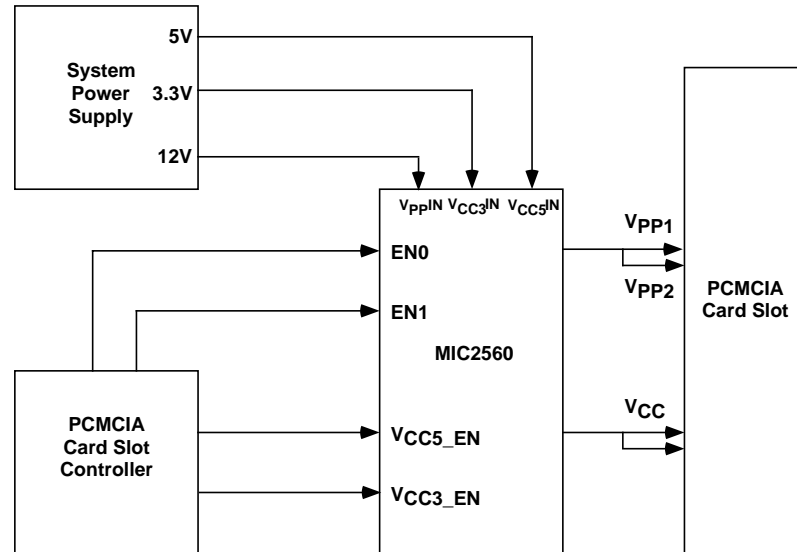 5V
System
Power
Supply
3.3V
12V
VPPIN VCC3IN VCC5IN
EN0
EN1
MIC2560
VPP1
VPP2
PCMCIA
Card Slot
VCC
PCMCIA
Card Slot
Controller
VCC5_EN
VCC3_EN